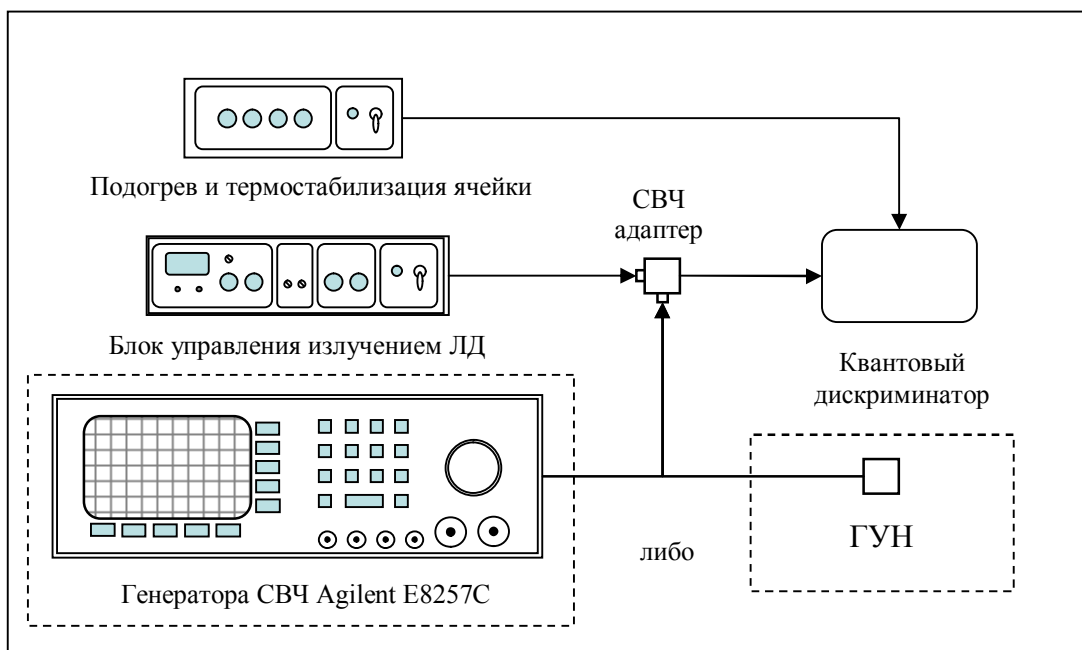 Подогрев и термостабилизация ячейки
СВЧ
адаптер
Блок управления излучением ЛД
Квантовый
дискриминатор
либо
ГУН
Генератора СВЧ Agilent E8257C